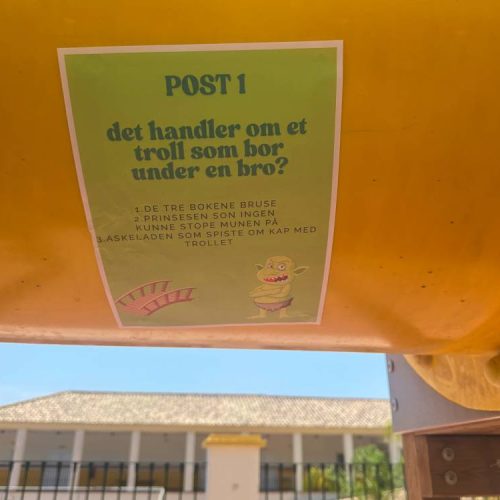 POST 1
det handler om et
troll som bor
under en bro?
1. DE TRE BOKENE BRUSE
2.PRINSESEN SON INGEN
KUNNE STOPE MUNEN PÅ
3.ASKELADEN SOM SPISTE OM KAP MED
TROLLET